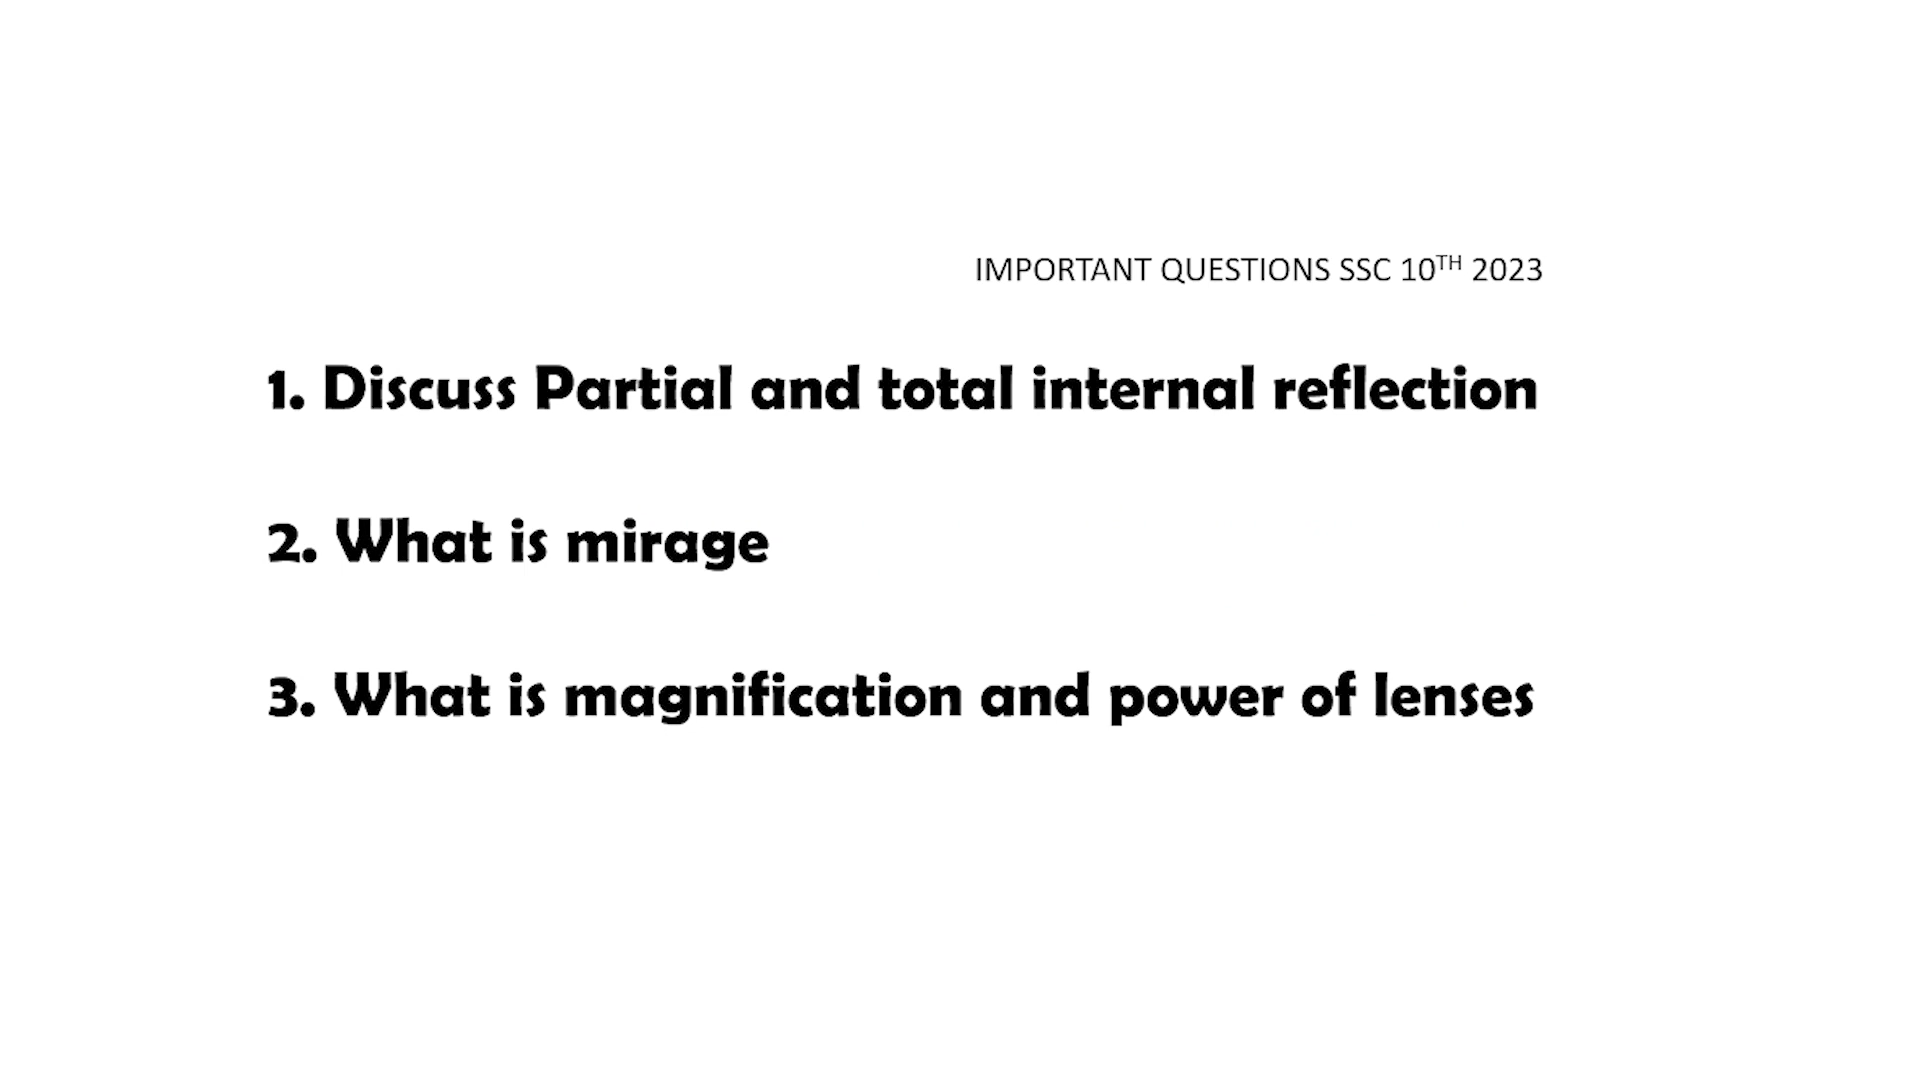 IMPORTANT QUESTIONS SSC 10TH 2023
1. Discuss Partial and total internal reflection
2. What is mirage
3. What is magnification and power of lenses